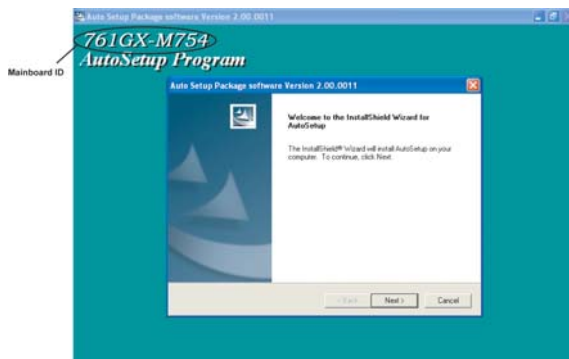 Auto Setup Package software Version 2.00.0011
761GX-M754
AutoSetup Program
Mainboard ID
Auto Setup Package software Version 2.00.0011
Welcome to the InstallShield Wizard for
AutoSetup
The InstallShield® Wizard will install AutoSetup on your
computer. To continue, click Next.
< Back
Next >
Cancel